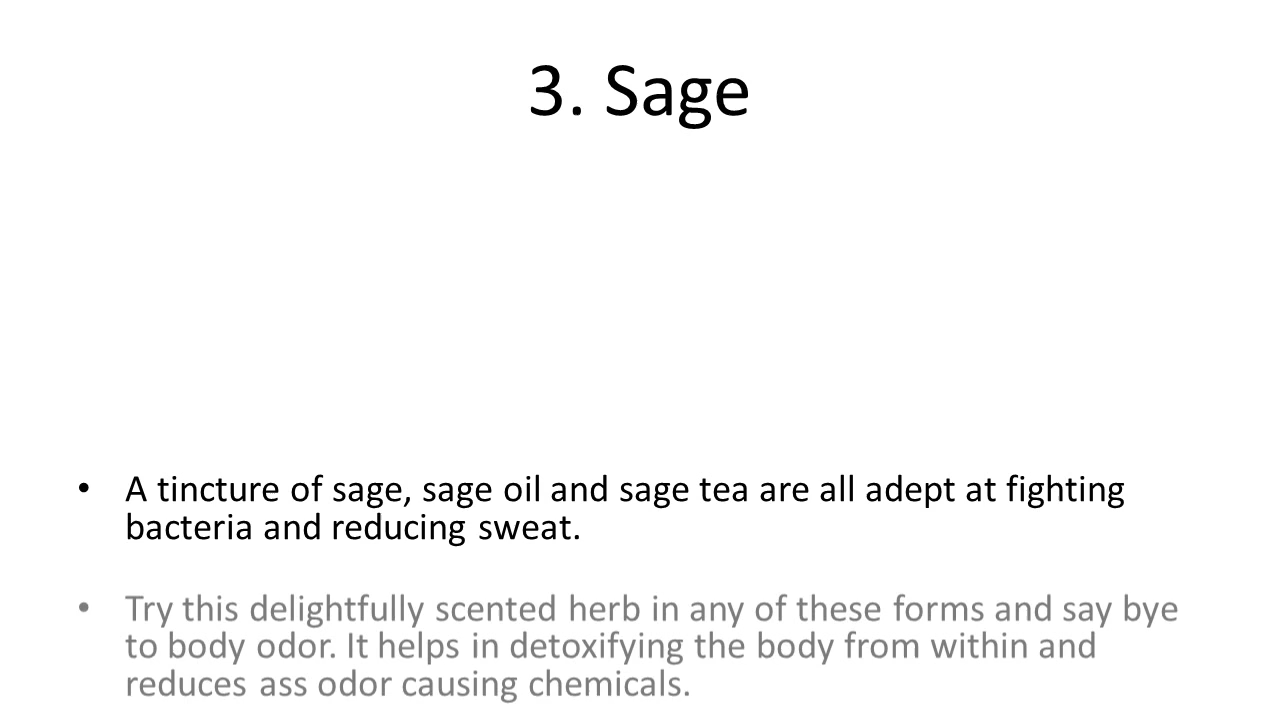 3. Sage
• A tincture of sage, sage oil and sage tea are all adept at fighting
bacteria and reducing sweat.
• Try this delightfully scented herb in any of these forms and say bye
to body odor. It helps in detoxifying the body from within and
reduces ass odor causing chemicals.